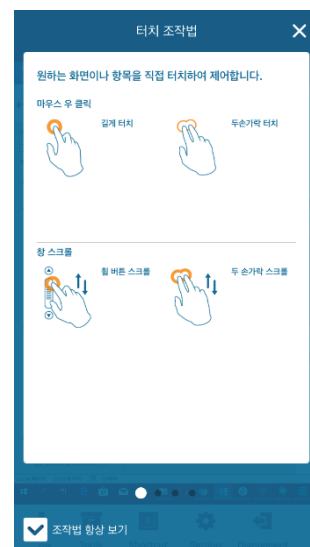 터치 조작법
원하는 화면이나 항목을 직접 터치하여 제어합니다.
마우스 우 클릭
길게 터치
두손가락 터치
창 스크롤
휠 버튼 스크롤
두 손가락 스크롤
조작법 항상 보기